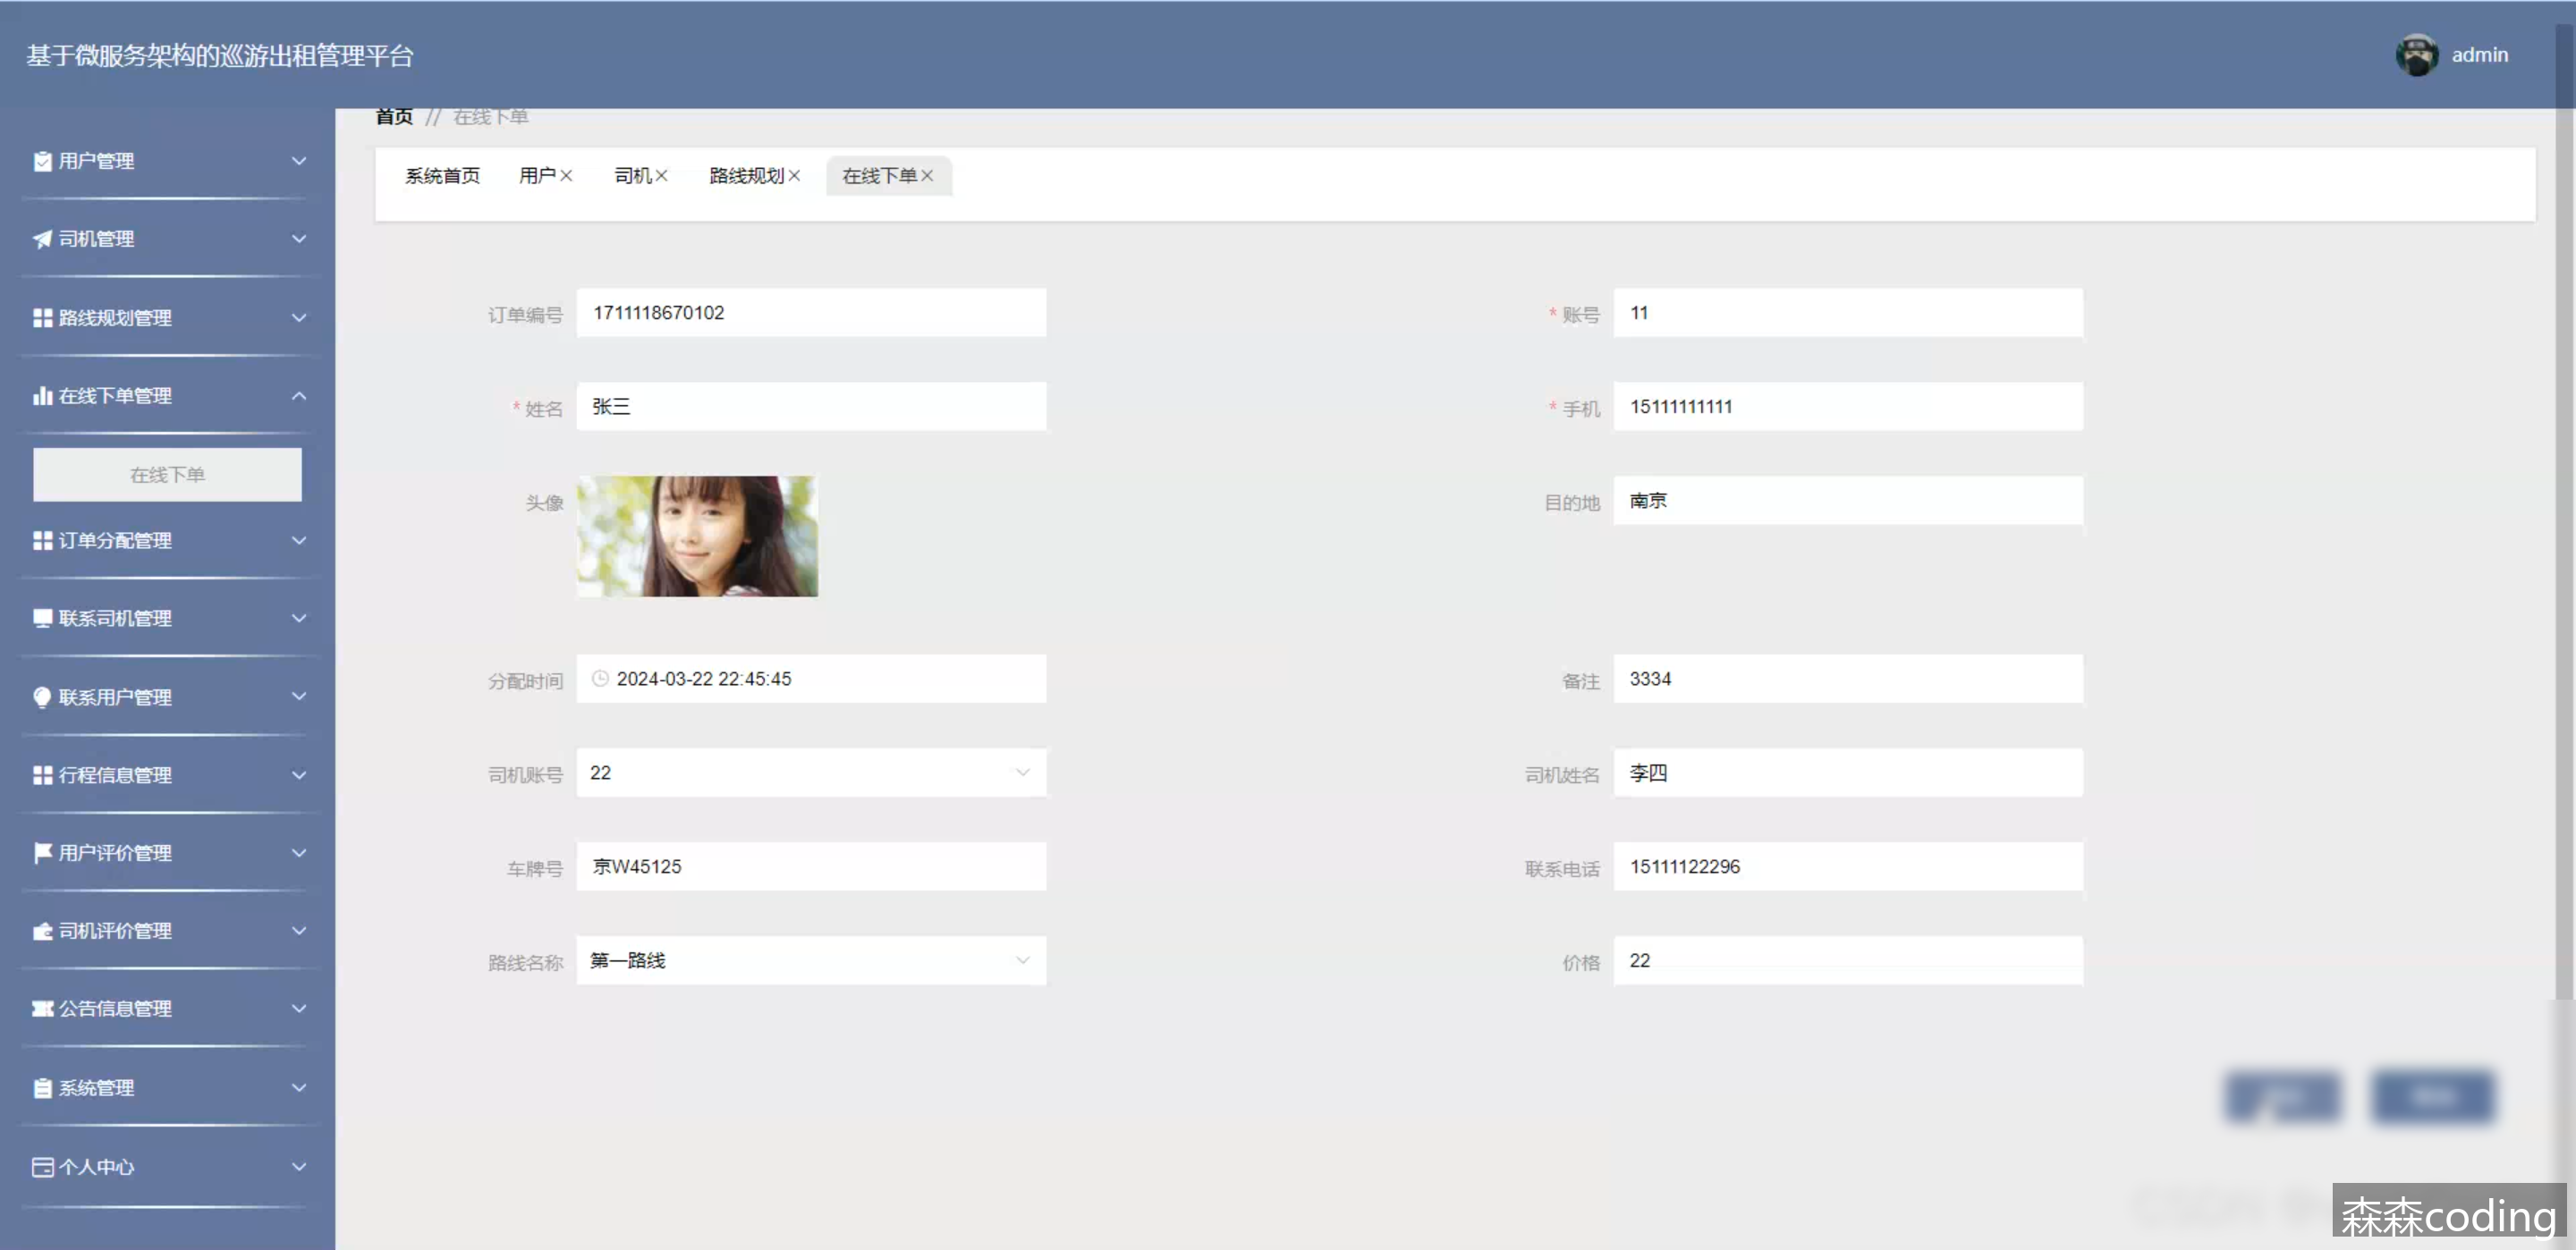 基于微服务架构的巡游出租管理平台
admin
首页 // 在线下单
系统首页 用户× 司机× 路线规划× 在线下单×
用户管理
司机管理
路线规划管理
在线下单管理
在线下单
订单分配管理
联系司机管理
联系用户管理
行程信息管理
用户评价管理
司机评价管理
公告信息管理
系统管理
个人中心
订单编号 1711118670102
* 账号 11
* 姓名 张三
* 手机 15111111111
头像
目的地 南京
分配时间 2024-03-22 22:45:45
备注 3334
司机账号 22
司机姓名 李四
车牌号 京W45125
联系电话 15111122296
路线名称 第一路线
价格 22
森森coding